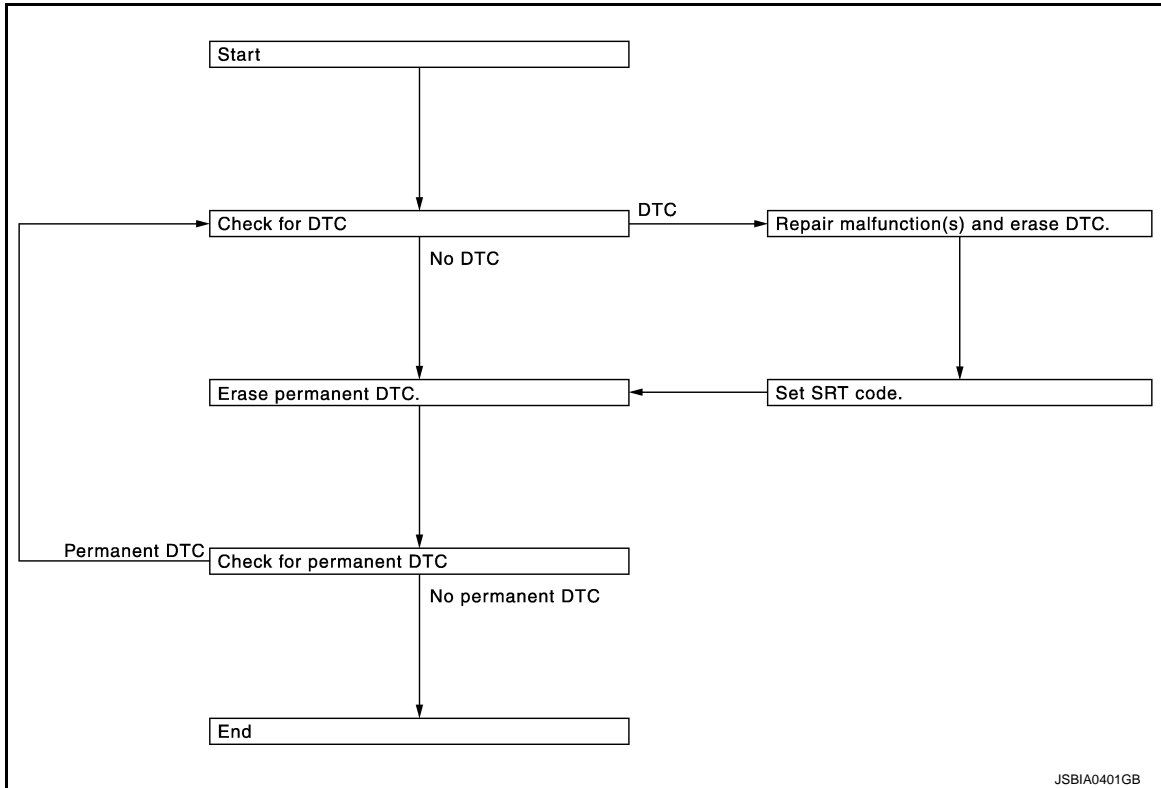 Start
Check for DTC
DTC
Repair malfunction(s) and erase DTC.
No DTC
Erase permanent DTC.
Set SRT code.
Permanent DTC
Check for permanent DTC
No permanent DTC
End
JSBIA0401GB